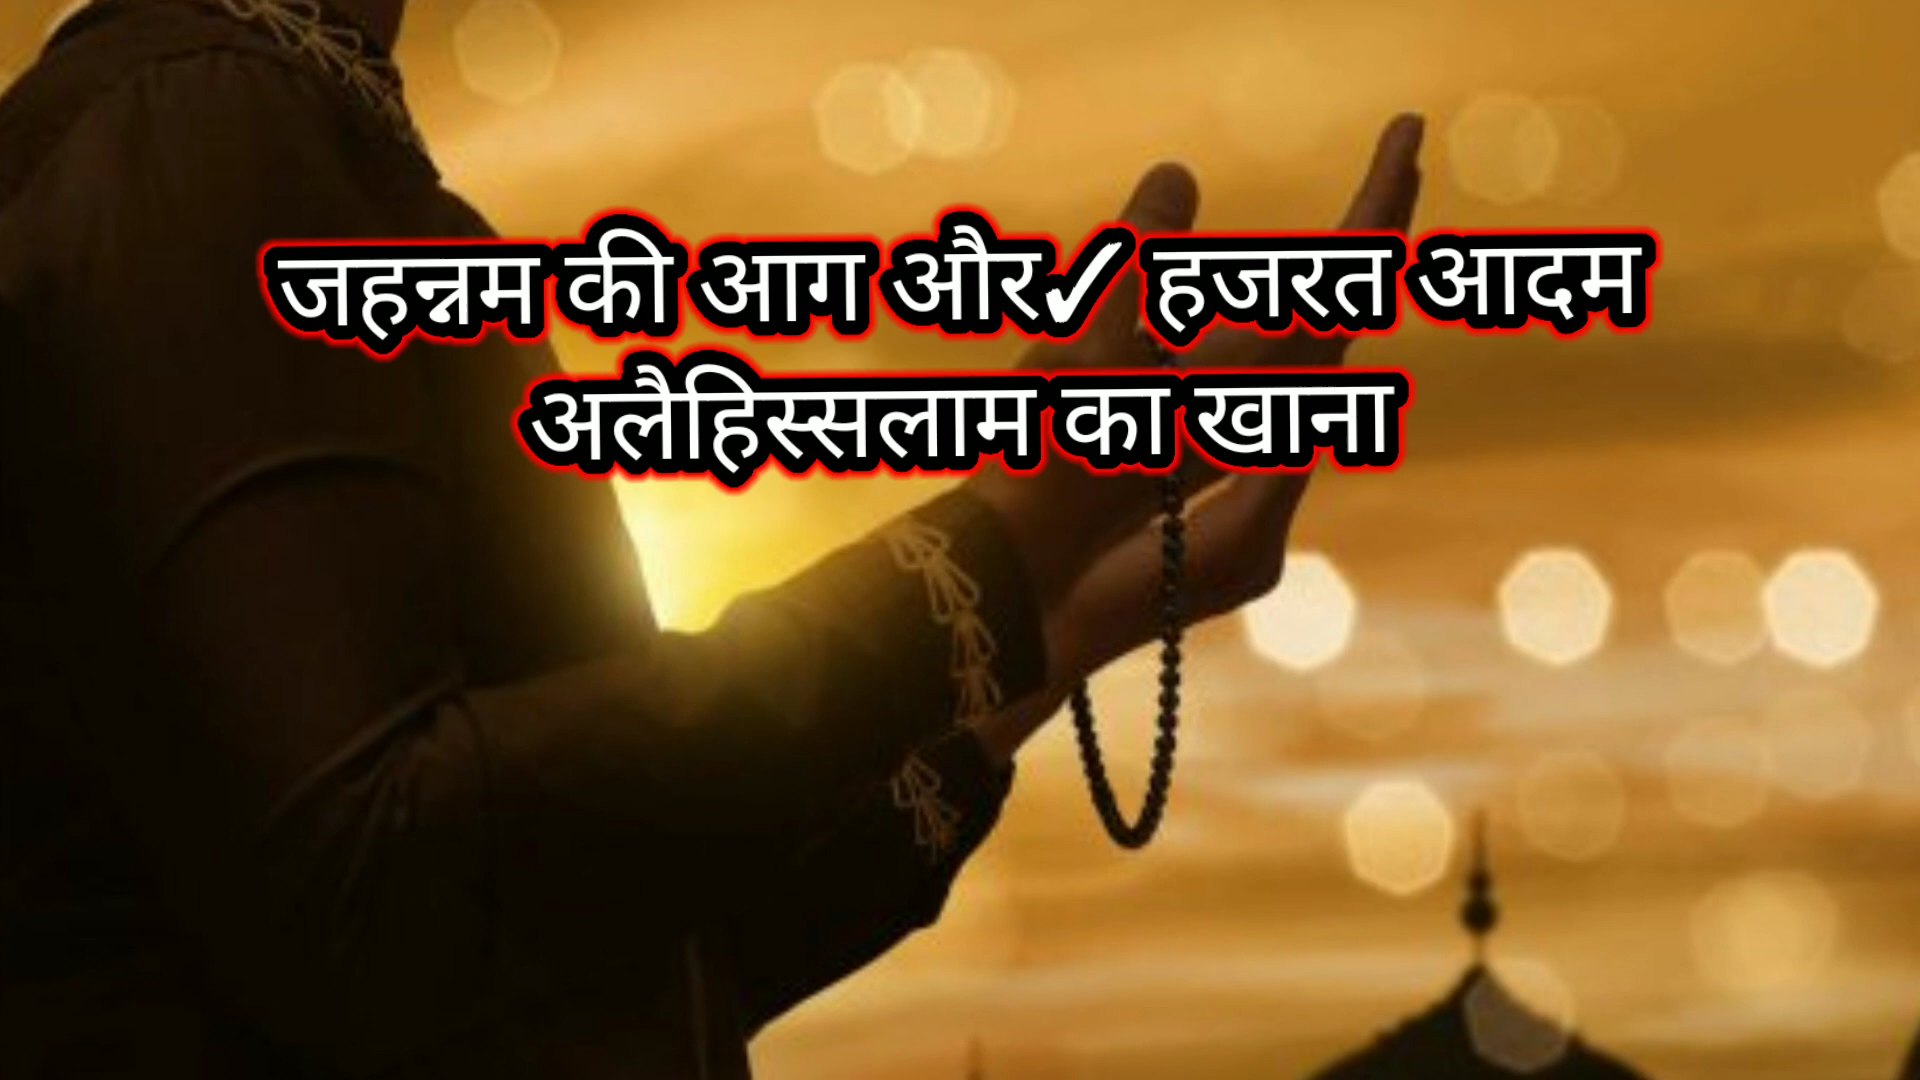 जहन्नम की आग और✓ हजरत आदम
अलैहिस्सलाम का खाना